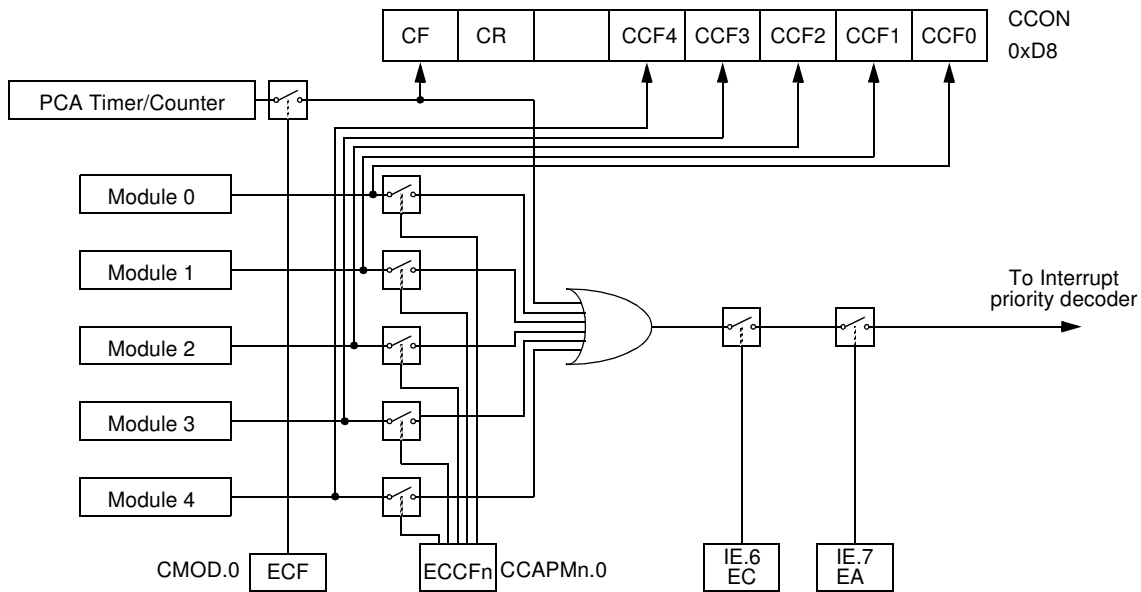 CF CR CCF4 CCF3 CCF2 CCF1 CCF0
CCON
0xD8
PCA Timer/Counter
Module 0
Module 1
Module 2
Module 3
Module 4
To Interrupt
priority decoder
CMOD.0 ECF
ECCFn CCAPMn.0
IE.6
EC
IE.7
EA